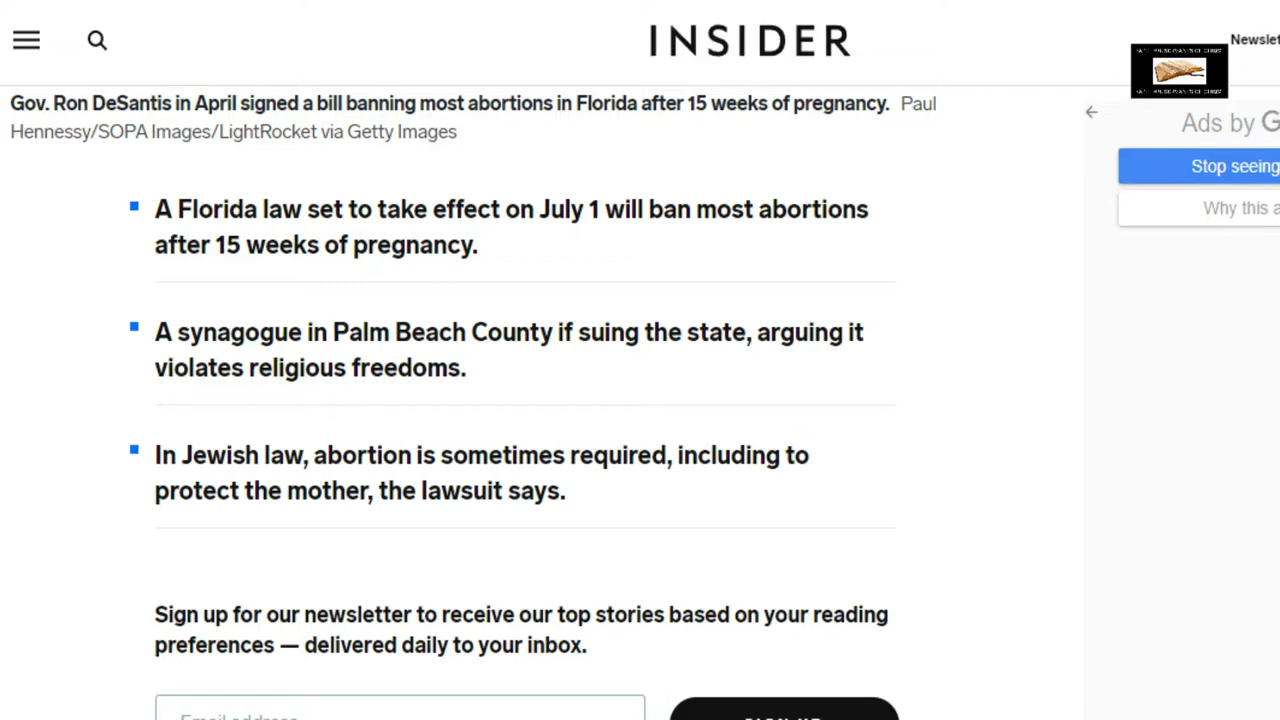 INSIDER
Newslet
Gov. Ron DeSantis in April signed a bill banning most abortions in Florida after 15 weeks of pregnancy. Paul
Hennessy/SOPA Images/LightRocket via Getty Images
Ads by G
Stop seeing
Why this a
A Florida law set to take effect on July 1 will ban most abortions
after 15 weeks of pregnancy.
A synagogue in Palm Beach County if suing the state, arguing it
violates religious freedoms.
In Jewish law, abortion is sometimes required, including to
protect the mother, the lawsuit says.
Sign up for our newsletter to receive our top stories based on your reading
preferences — delivered daily to your inbox.
Email address